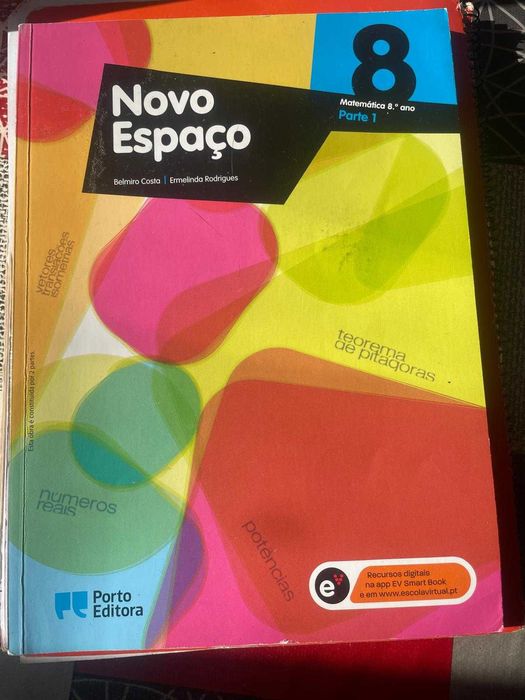 8
Matemática 8.º ano
Parte 1
Novo
Espaço
Belmiro Costa | Ermelinda Rodrigues
vetores
translações
isometrias
teorema
de pitágoras
Esta obra é constituída por 2 partes.
números
reais
potências
e
Recursos digitais
na app EV Smart Book
e em www.escolavirtual.pt
Porto
Editora